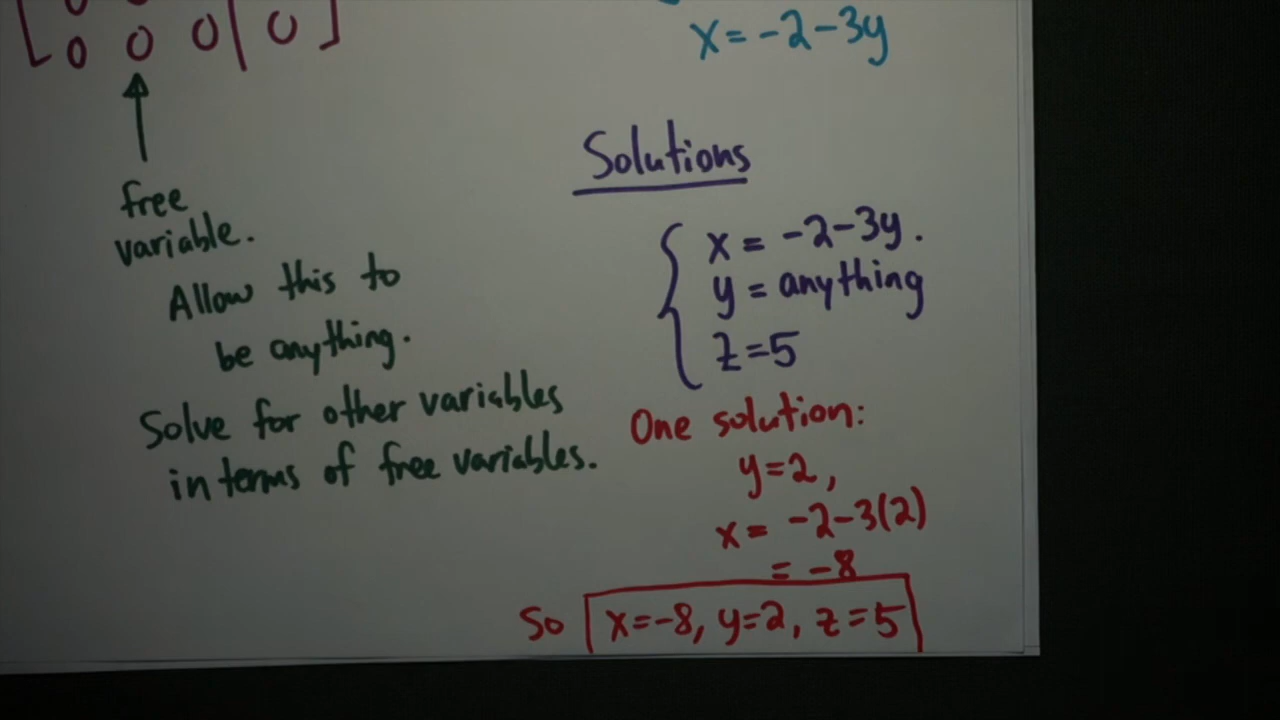 0 0 0 | 0
x = -2-3y
free
variable.
Allow this to
be anything.
Solve for other variables
in terms of free variables.
Solutions
x = -2-3y.
y = anything
z = 5
One solution:
y=2,
x = -2-3(2)
= -8
So x=-8, y=2, z=5